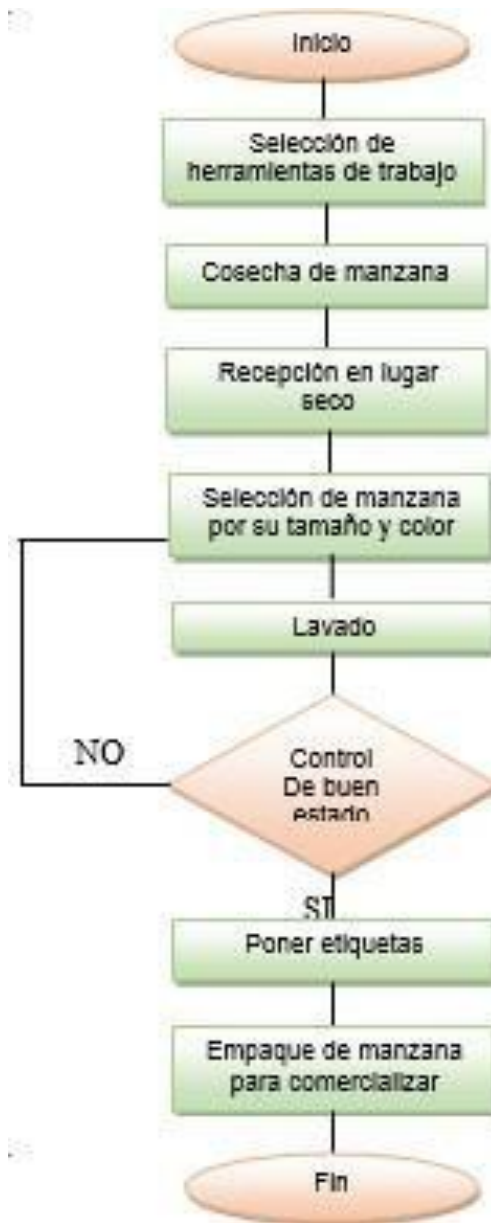 Inicio
Selección de
herramientas de trabajo
Cosecha de manzana
Recepción en lugar
seco
Selección de manzana
por su tamaño y color
Lavado
NO
Control
De buen
estado
SI
Poner etiquetas
Empaque de manzana
para comercializar
Fin